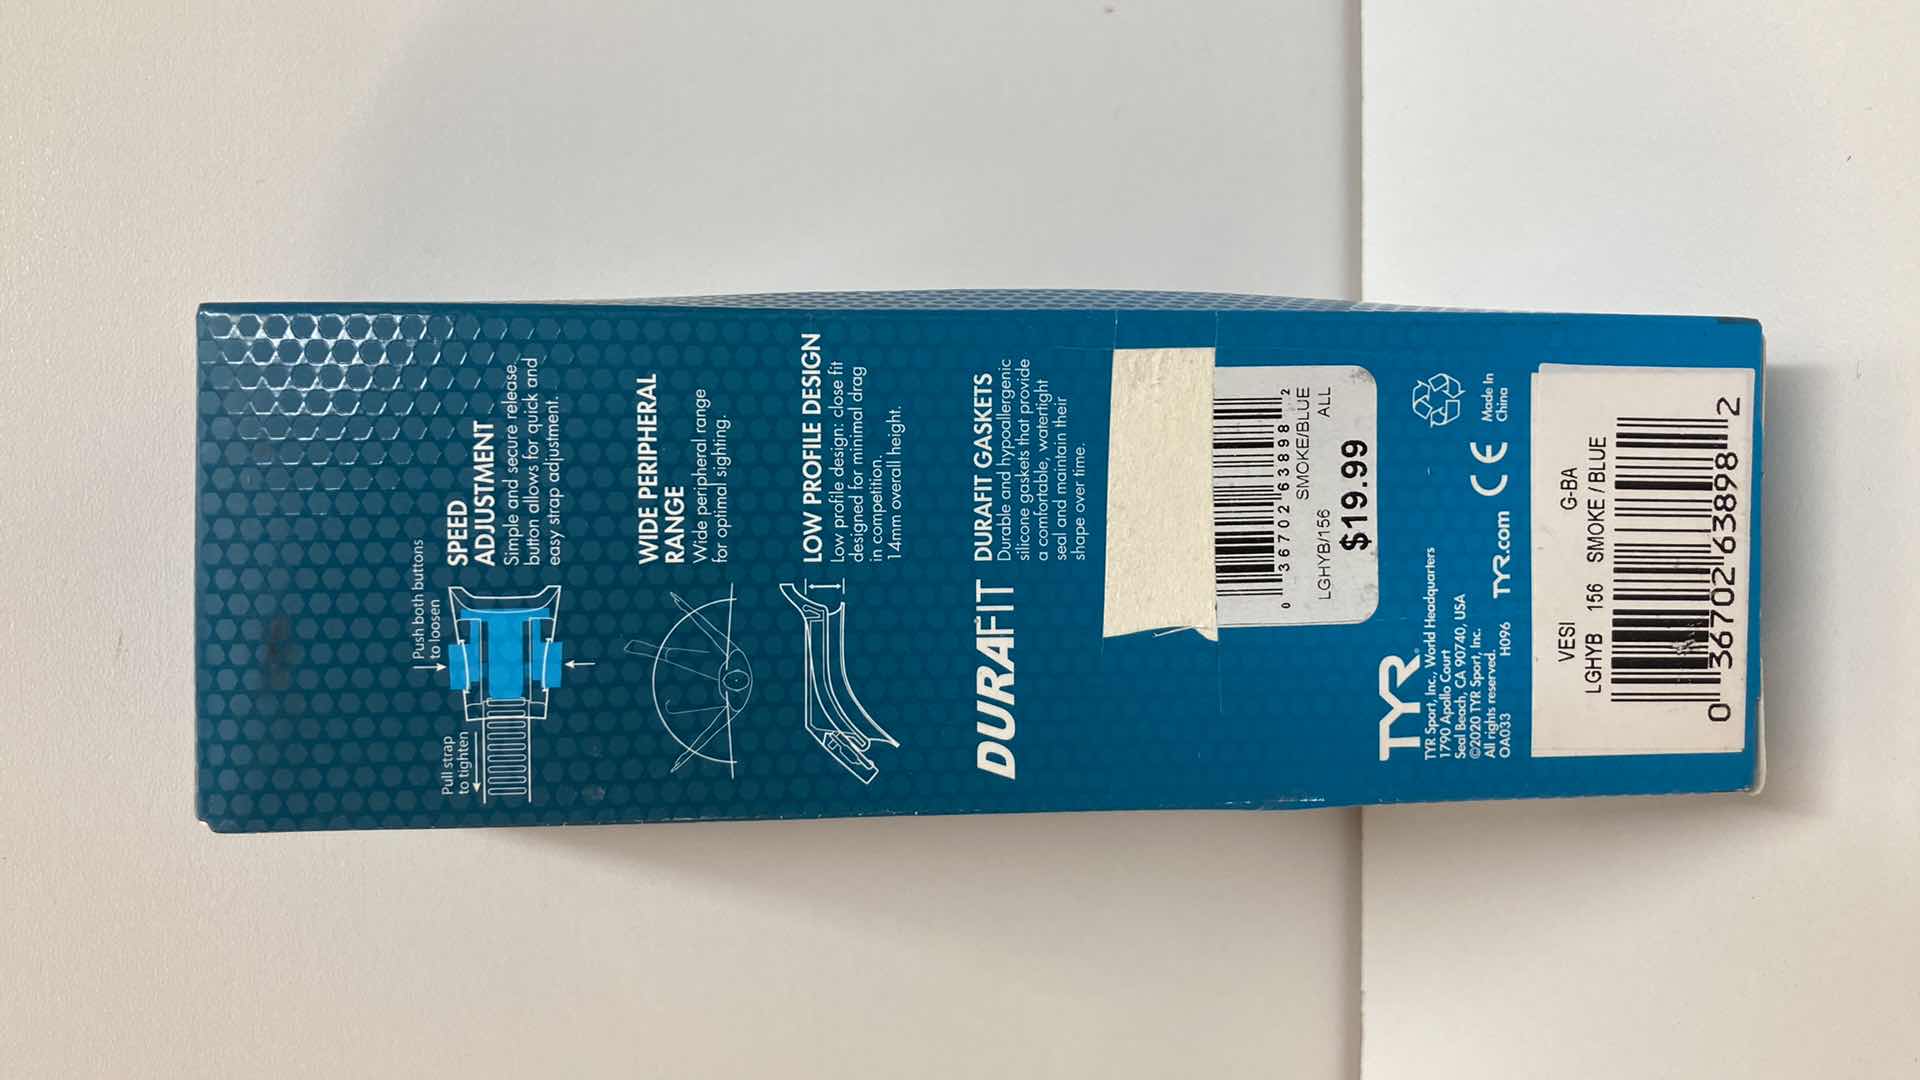 Push both buttons
to loosen
Pull strap
to tighten
SPEED
ADJUSTMENT
Simple and secure release
button allows for quick and
easy strap adjustment.
WIDE PERIPHERAL
RANGE
Wide peripheral range
for optimal sighting.
LOW PROFILE DESIGN
Low profile design: close fit
designed for minimal drag
in competition.
14mm overall height.
DURAFIT
DURAFIT GASKETS
Durable and hypoallergenic
silicone gaskets that provide
a comfortable, watertight
seal and maintain their
shape over time.
0 36702 63898 2
SMOKE/BLUE
LGHYB/156 ALL
$19.99
TYR
TYR Sport, Inc., World Headquarters
1790 Apollo Court
Seal Beach, CA 90740, USA
©2020 TYR Sport, Inc.
All rights reserved.
OA033 H096 TYR.com CE Made In
China
VESI G-BA
LGHYB 156 SMOKE / BLUE
0 36702 63898 2